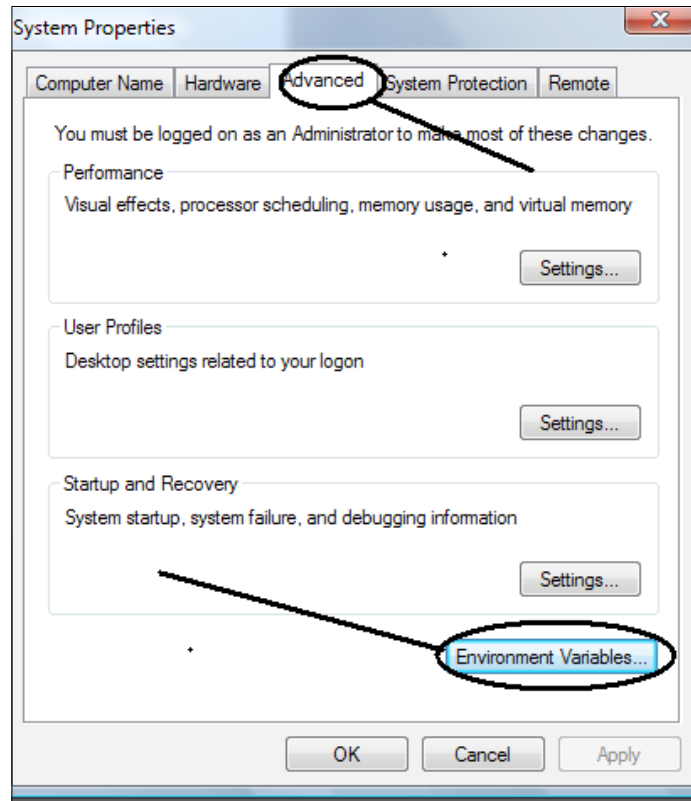 System Properties
Computer Name Hardware Advanced System Protection Remote
You must be logged on as an Administrator to make most of these changes.
Performance
Visual effects, processor scheduling, memory usage, and virtual memory
Settings...
User Profiles
Desktop settings related to your logon
Settings...
Startup and Recovery
System startup, system failure, and debugging information
Settings...
Environment Variables...
OK Cancel Apply